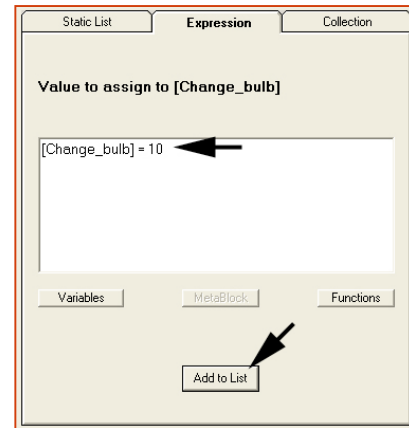 Static List Expression Collection
Value to assign to [Change_bulb]
[Change_bulb] = 10
Variables MetaBlock Functions
Add to List